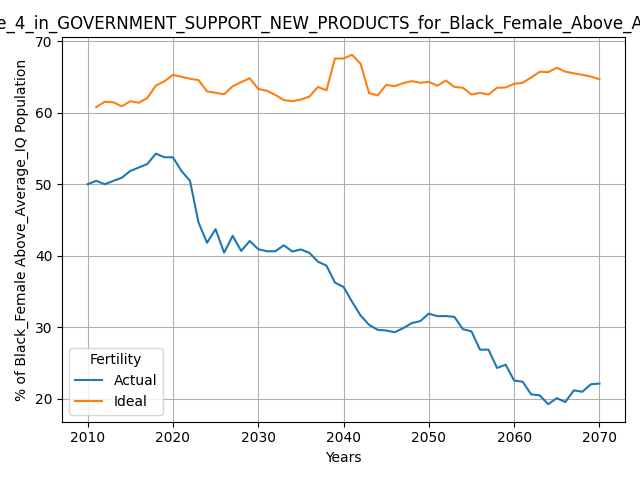 e_4_in_GOVERNMENT_SUPPORT_NEW_PRODUCTS_for_Black_Female_Above_A
% of Black_Female Above_Average_IQ Population
70
60
50
40
30
20
Fertility
Actual
Ideal
2010 2020 2030 2040 2050 2060 2070
Years